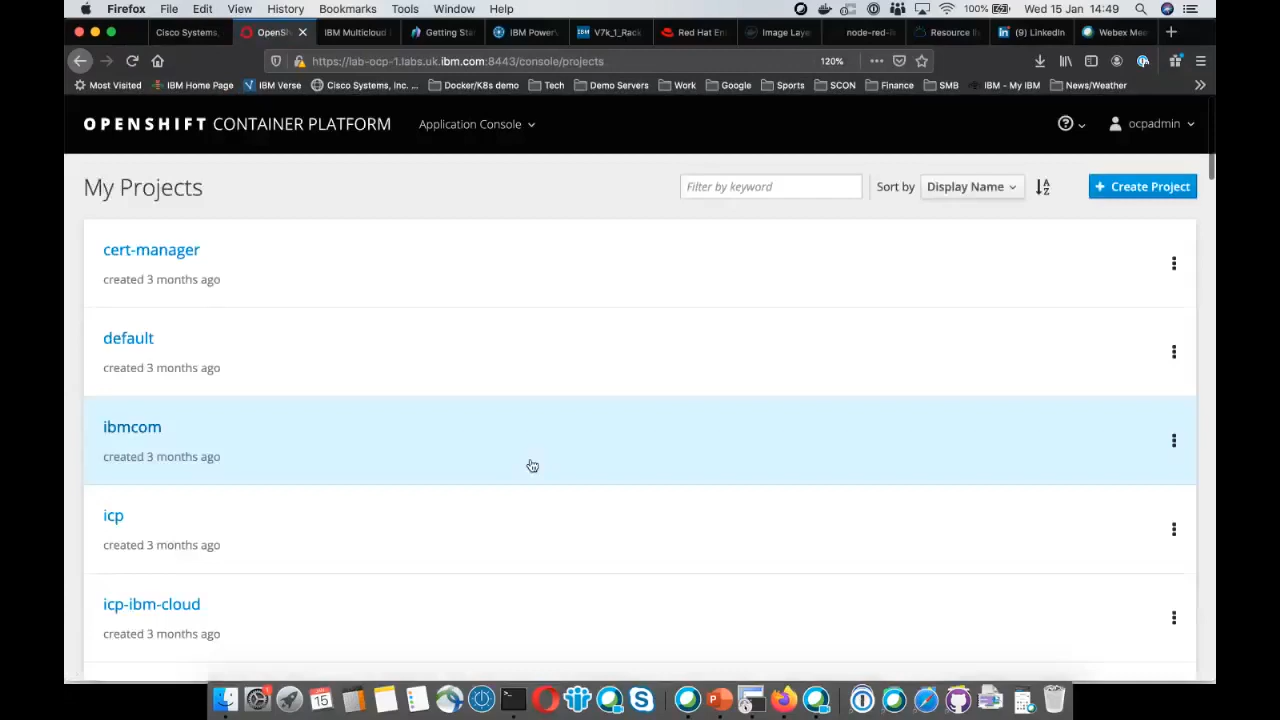 Firefox File Edit View History Bookmarks Tools Window Help 100% Wed 15 Jan 14:49
Cisco Systems, OpenSh IBM Multicloud Getting Sta IBM Power V7k_1_Rack Red Hat En Image Laye node-red-i Resource (1) LinkedIn Webex Mee
https://lab-ocp-1.labs.uk.ibm.com:8443/console/projects 120%
Most Visited IBM Home Page IBM Verse Cisco Systems, Inc. ... Docker/K8s demo Tech Demo Servers Work Google Sports SCON Finance SMB IBM - My IBM News/Weather
OPENSHIFT CONTAINER PLATFORM Application Console ocpadmin
My Projects Filter by keyword Sort by Display Name + Create Project
cert-manager
created 3 months ago
default
created 3 months ago
ibmcom
created 3 months ago
icp
created 3 months ago
icp-ibm-cloud
created 3 months ago